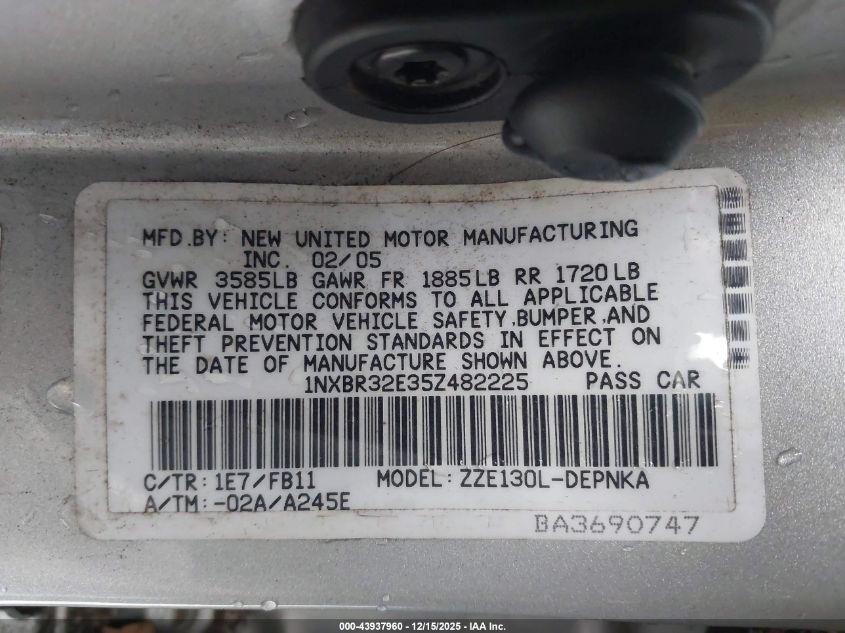 MFD.BY: NEW UNITED MOTOR MANUFACTURING
INC. 02/05
GVWR 3585LB GAWR FR 1885LB RR 1720LB
THIS VEHICLE CONFORMS TO ALL APPLICABLE
FEDERAL MOTOR VEHICLE SAFETY,BUMPER,AND
THEFT PREVENTION STANDARDS IN EFFECT ON
THE DATE OF MANUFACTURE SHOWN ABOVE.
1NXBR32E35Z482225 PASS CAR
C/TR:1E7/FB11 MODEL:ZZE130L-DEPNKA
A/TM:-02A/A245E
BA3690747
000-43937960 - 12/15/2025 - IAA Inc.